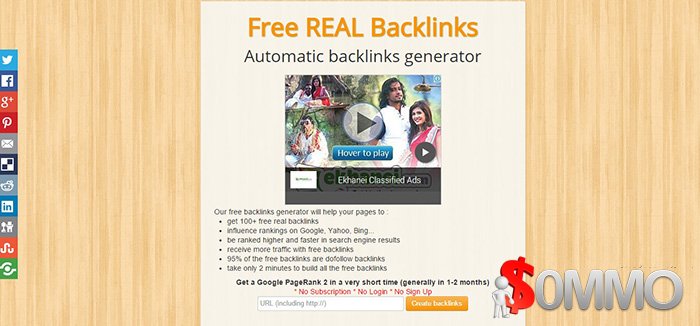 Free REAL Backlinks
Automatic backlinks generator
Hover to play
Ekhanei Classified Ads
Our free backlinks generator will help your pages to :
get 100+ free real backlinks
influence rankings on Google, Yahoo, Bing...
be ranked higher and faster in search engine results
receive more traffic with free backlinks
95% of the free backlinks are dofollow backlinks
take only 2 minutes to build all the free backlinks
Get a Google PageRank 2 in a very short time (generally in 1-2 months)
* No Subscription * No Login * No Sign Up
URL (including http://)
Create backlinks
$0MMO